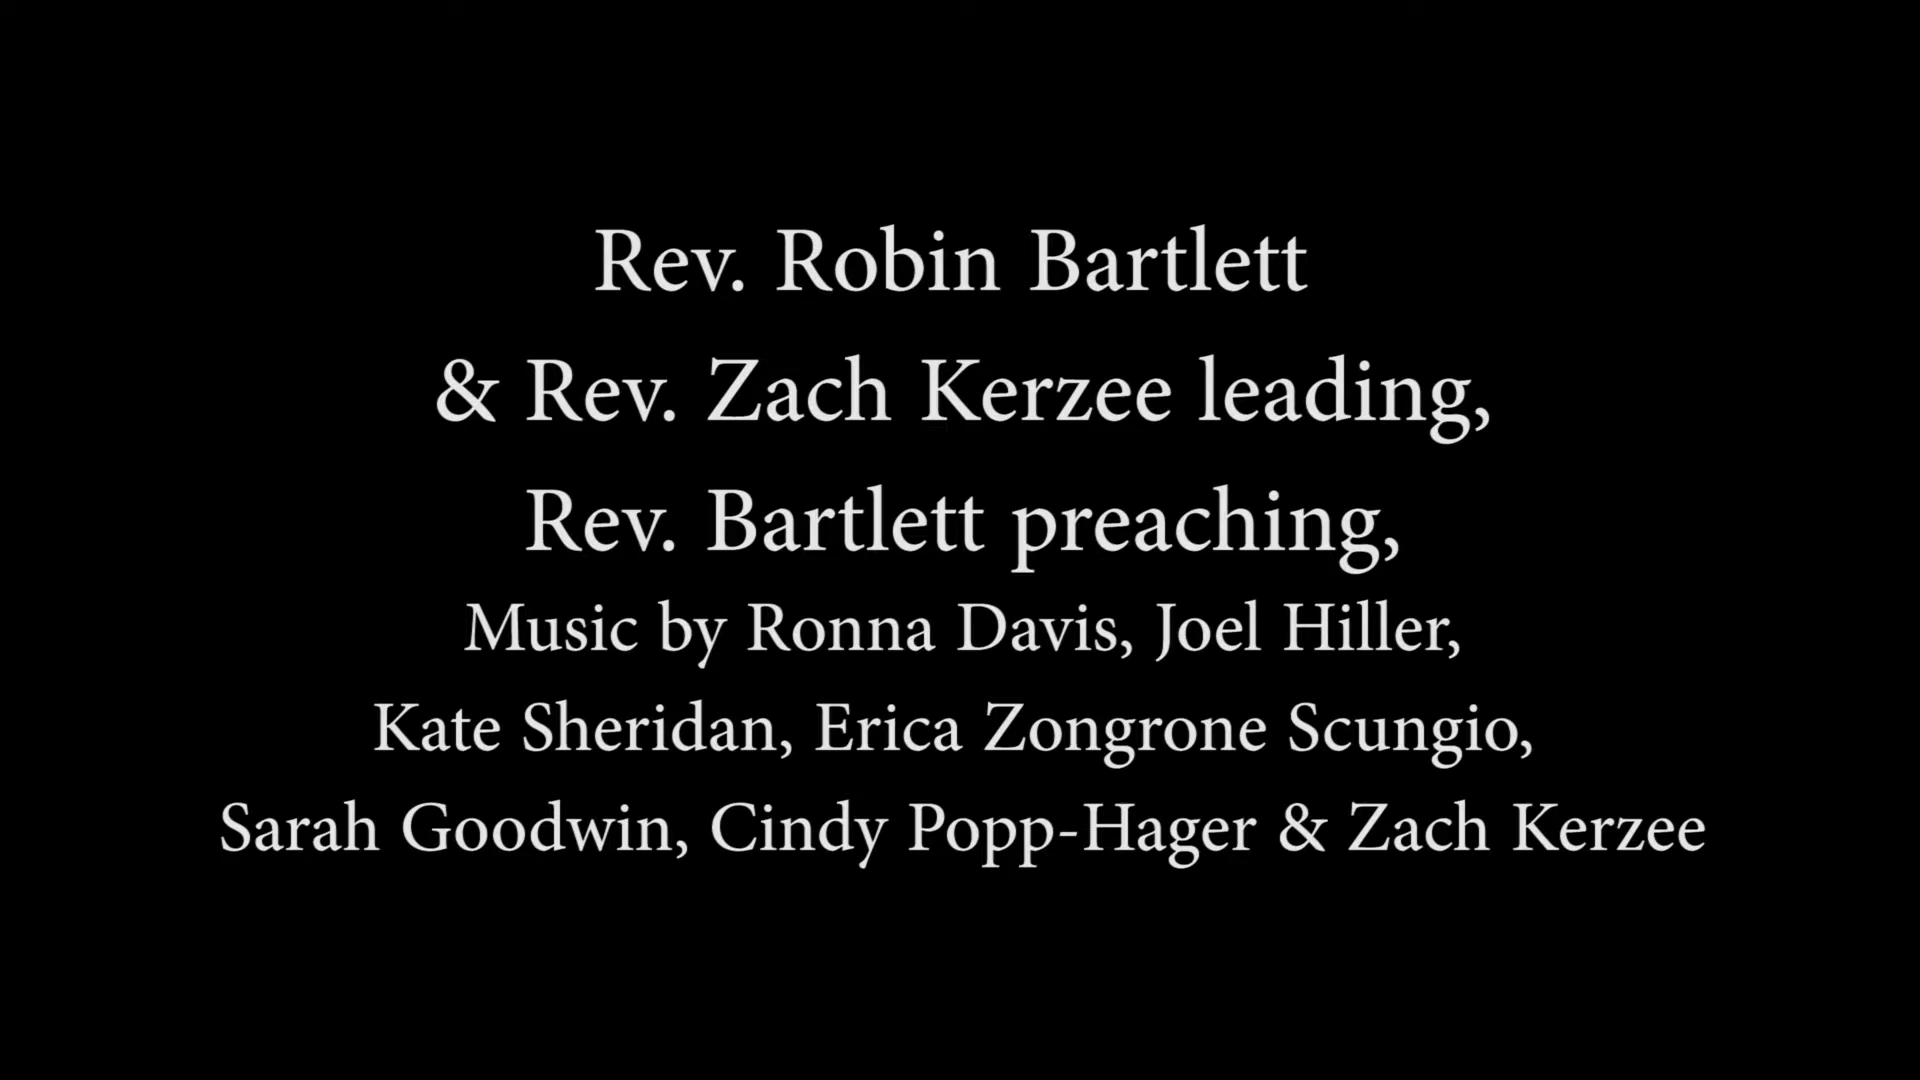 Rev. Robin Bartlett
& Rev. Zach Kerzee leading,
Rev. Bartlett preaching,
Music by Ronna Davis, Joel Hiller,
Kate Sheridan, Erica Zongrone Scungio,
Sarah Goodwin, Cindy Popp-Hager & Zach Kerzee